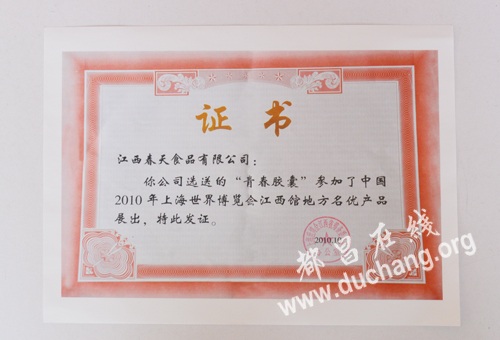 证书
江西春天食品有限公司：
你公司选送的“青春胶囊”参加了中国
2010年上海世界博览会江西馆地方名优产品
展出，特此发证。
2010.10
都昌在线
www.duchang.org